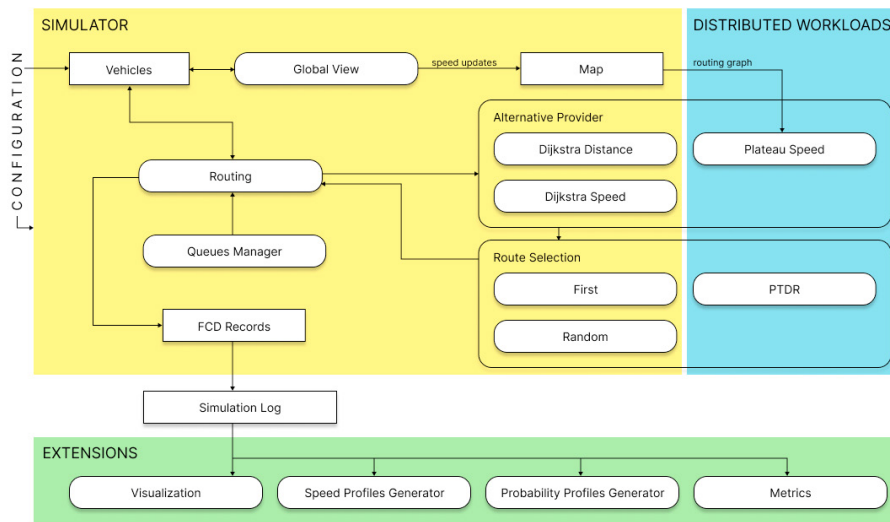 SIMULATOR
DISTRIBUTED WORKLOADS
CONFIGURATION
Vehicles
Global View
speed updates
Map
routing graph
Alternative Provider
Dijkstra Distance
Plateau Speed
Routing
Dijkstra Speed
Queues Manager
Route Selection
First
PTDR
FCD Records
Random
Simulation Log
EXTENSIONS
Visualization
Speed Profiles Generator
Probability Profiles Generator
Metrics